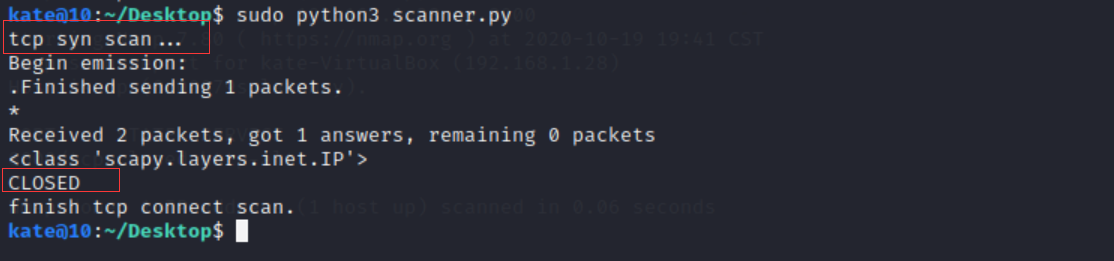 kate@10:~/Desktop$ sudo python3 scanner.py
tcp syn scan...
Begin emission:
.Finished sending 1 packets.
*
Received 2 packets, got 1 answers, remaining 0 packets
<class 'scapy.layers.inet.IP'>
CLOSED
finish tcp connect scan.
kate@10:~/Desktop$